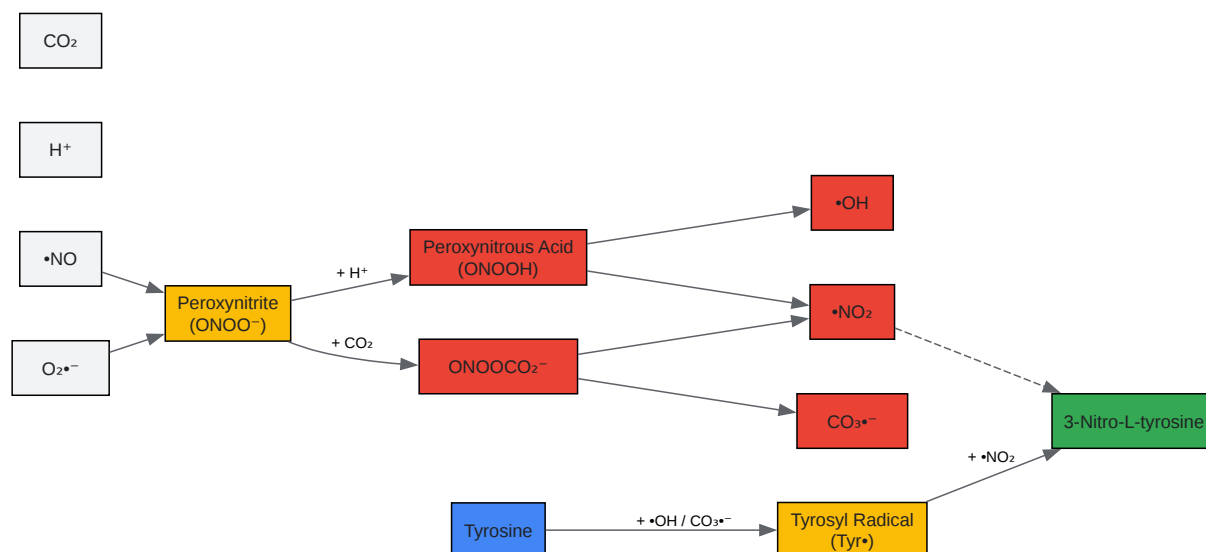 CO₂
H⁺
•NO
O₂•⁻
Peroxynitrite
(ONOO⁻)
+ H⁺
+ CO₂
Peroxynitrous Acid
(ONOOH)
ONOOCO₂⁻
•OH
•NO₂
CO₃•⁻
3-Nitro-L-tyrosine
+ •NO₂
Tyrosine
+ •OH / CO₃•⁻
Tyrosyl Radical
(Tyr•)